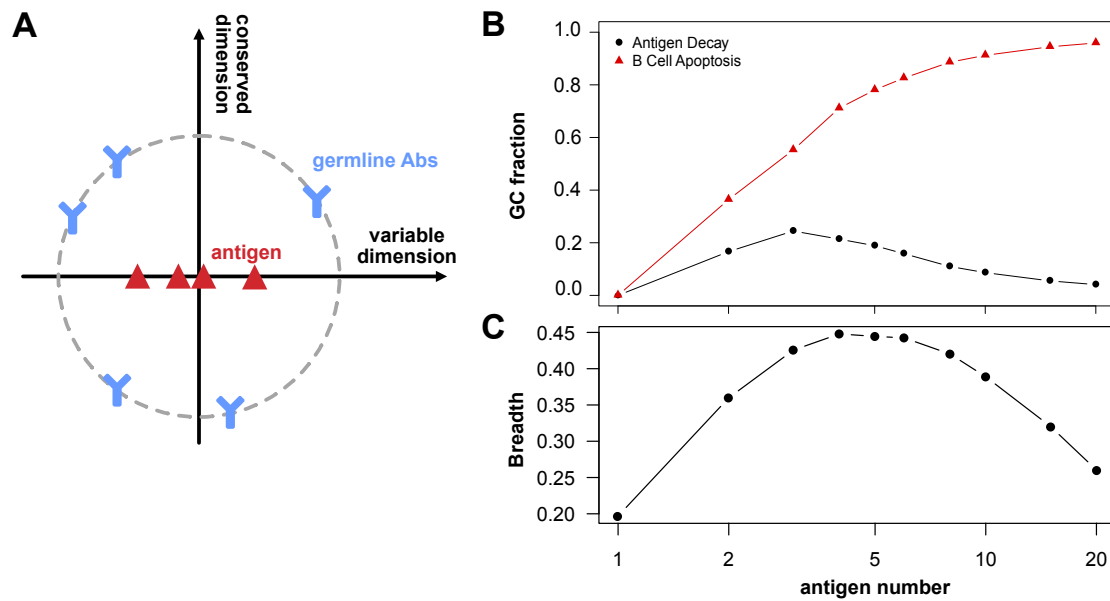 A
conserved
dimension
germline Abs
antigen
variable
dimension
B
Antigen Decay
B Cell Apoptosis
GC fraction
1.0
0.8
0.6
0.4
0.2
0.0
C
Breadth
0.45
0.40
0.35
0.30
0.25
0.20
1
2
5
10
20
antigen number